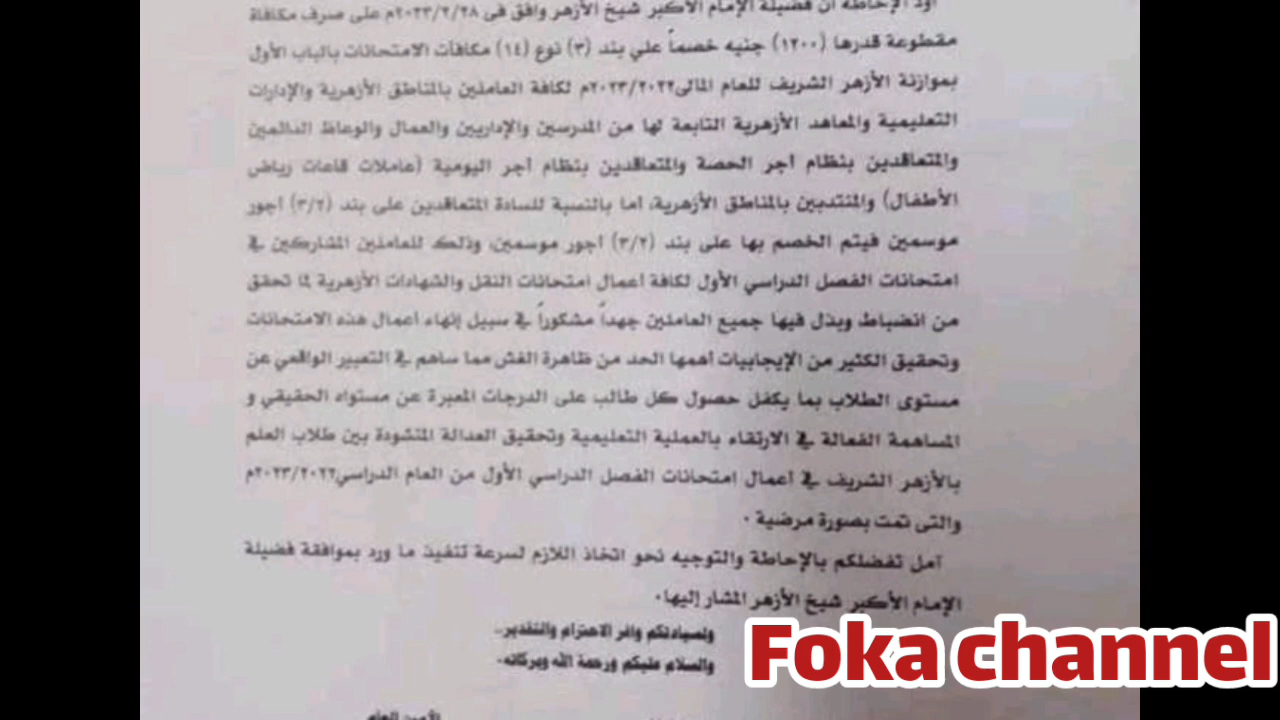 أود الإحاطة أن فضيلة الإمام الأكبر شيخ الأزهر وافق في ٢٠٢٣/٢/٢٨م على صرف مكافأة
مقطوعة قدرها (١٢٠٠) جنيه خصماً علي بند (٣) نوع (١٤) مكافآت الامتحانات بالباب الأول
بموازنة الأزهر الشريف للعام المالى٢٠٢٣/٢٠٢٢م لكافة العاملين بالمناطق الأزهرية والإدارات
التعليمية والمعاهد الأزهرية التابعة لها من المدرسين والإداريين والعمال والوعاظ الدائمين
والمتعاقدين بنظام أجر الحصة والمتعاقدين بنظام أجر اليومية (عاملات قاعات رياض
الأطفال) والمنتدبين بالمناطق الأزهرية، أما بالنسبة للسادة المتعاقدين على بند (٣/٢) أجور
موسمين فيتم الخصم بها على بند (٣/٢) أجور موسمين، وذلك للعاملين المشاركين في
امتحانات الفصل الدراسي الأول لكافة أعمال امتحانات النقل والشهادات الأزهرية لما تحقق
من انضباط وبذل فيها جميع العاملين جهداً مشكوراً في سبيل إنهاء أعمال هذه الامتحانات
وتحقيق الكثير من الإيجابيات أهمها الحد من ظاهرة الغش مما ساهم في التعبير الواقعي عن
مستوى الطلاب بما يكفل حصول كل طالب على الدرجات المعبرة عن مستواه الحقيقي و
المساهمة الفعالة في الارتقاء بالعملية التعليمية وتحقيق العدالة المنشودة بين طلاب العلم
بالأزهر الشريف في أعمال امتحانات الفصل الدراسي الأول من العام الدراسي٢٠٢٣/٢٠٢٢م
والتى تمت بصورة مرضية .
آمل تفضلكم بالإحاطة والتوجيه نحو اتخاذ اللازم لسرعة تنفيذ ما ورد بموافقة فضيلة
الإمام الأكبر شيخ الأزهر المشار إليها.
ولسيادتكم وافر الاحترام والتقدير..
والسلام عليكم ورحمة الله وبركاته.
Foka channel